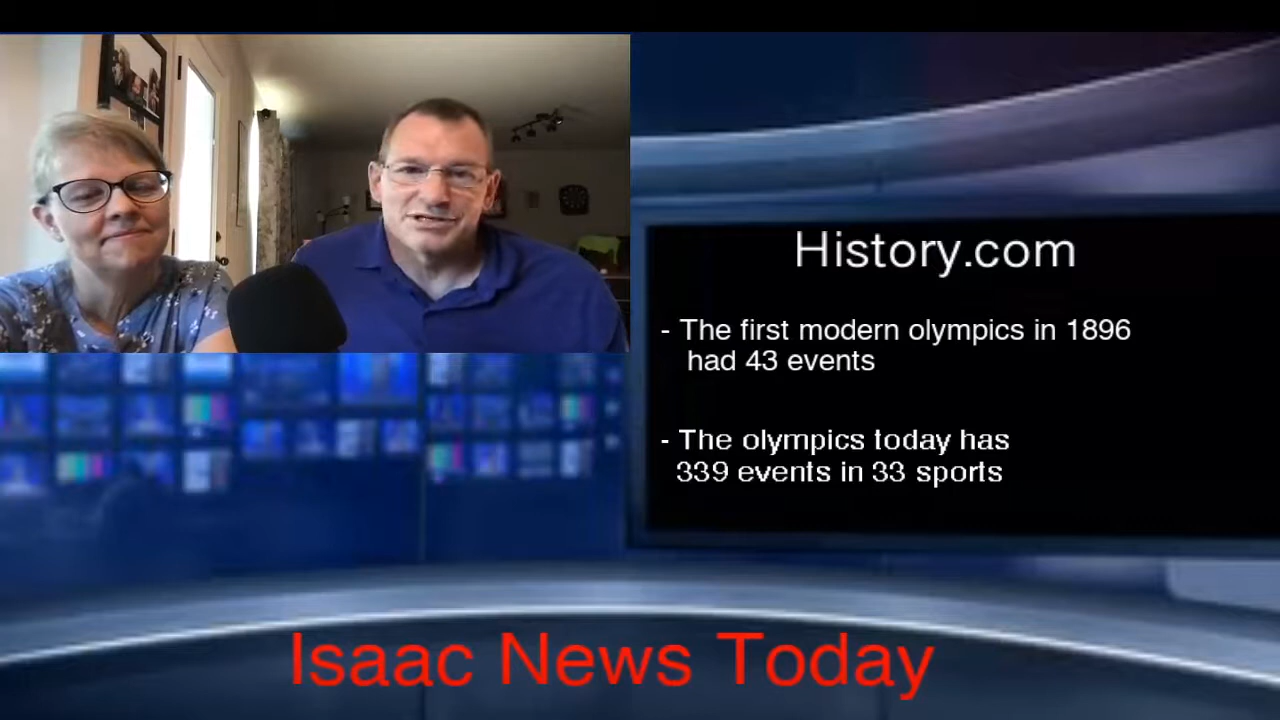 History.com
- The first modern olympics in 1896
had 43 events
- The olympics today has
339 events in 33 sports
Isaac News Today